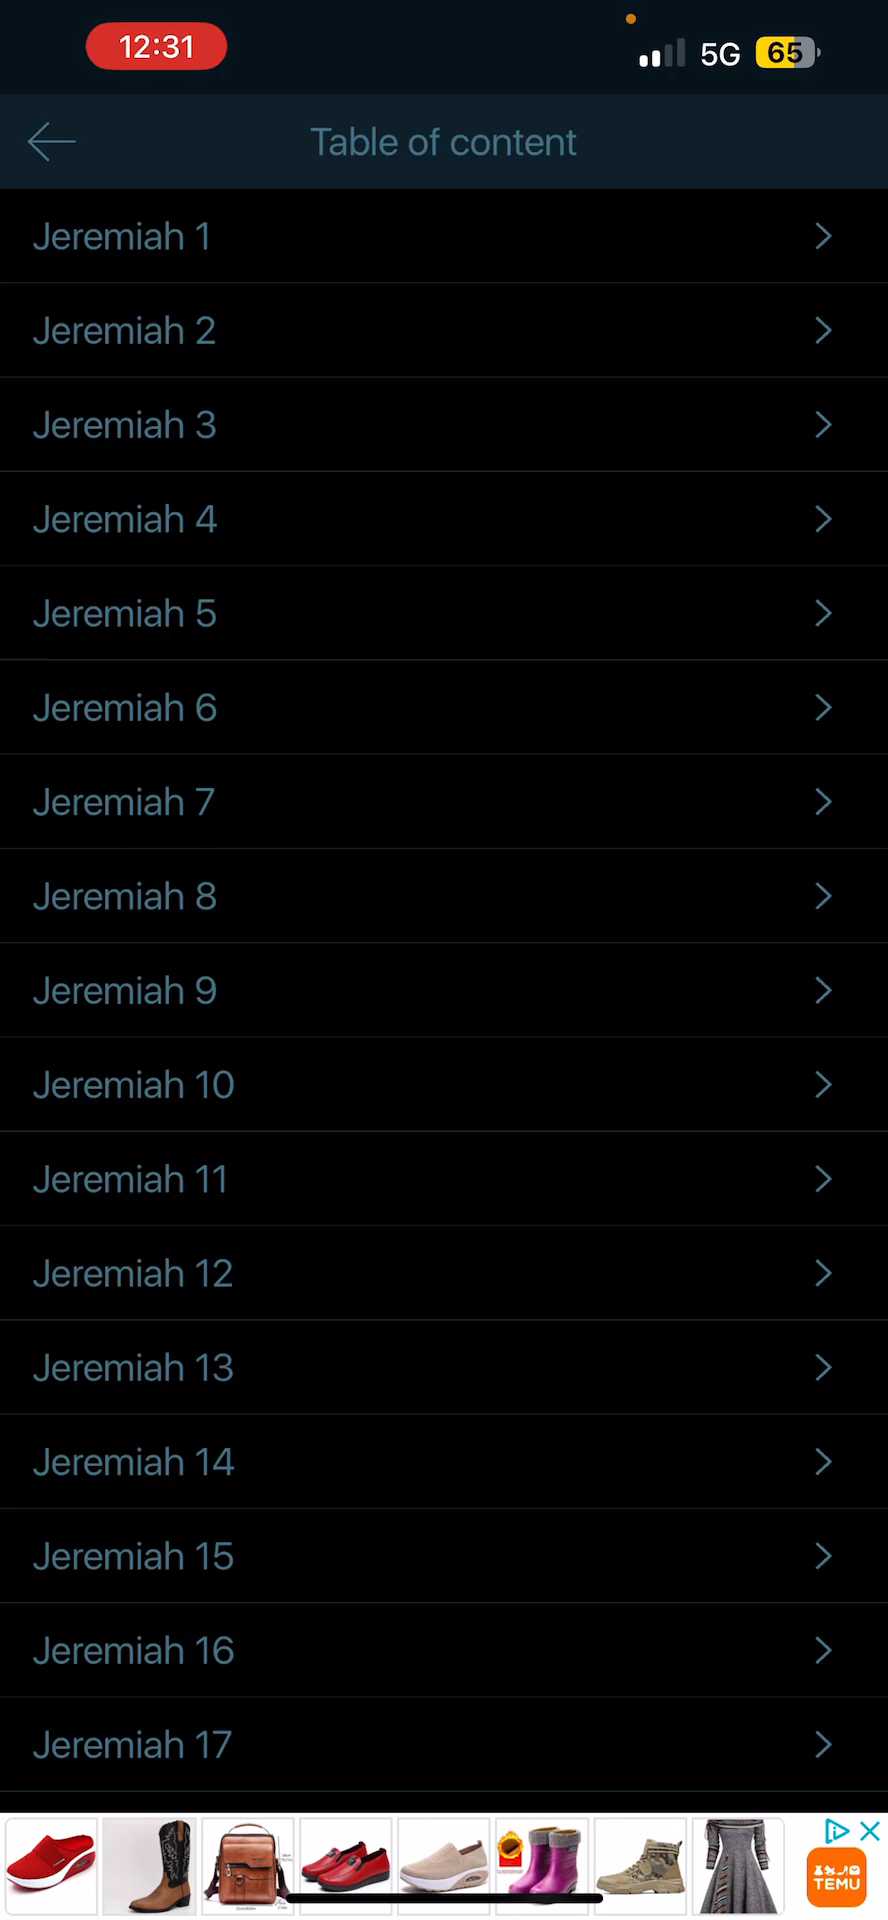 12:31
5G 65
Table of content
Jeremiah 1
Jeremiah 2
Jeremiah 3
Jeremiah 4
Jeremiah 5
Jeremiah 6
Jeremiah 7
Jeremiah 8
Jeremiah 9
Jeremiah 10
Jeremiah 11
Jeremiah 12
Jeremiah 13
Jeremiah 14
Jeremiah 15
Jeremiah 16
Jeremiah 17
TEMU